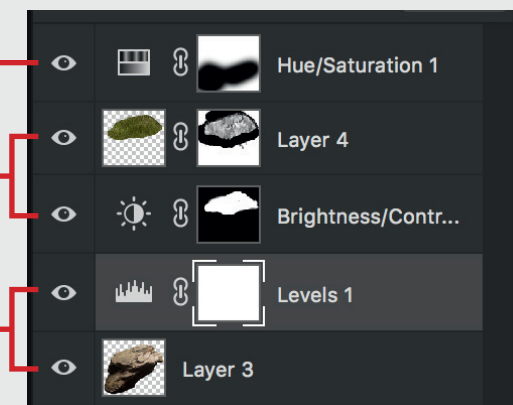 Hue/Saturation 1
Layer 4
Brightness/Contr...
Levels 1
Layer 3